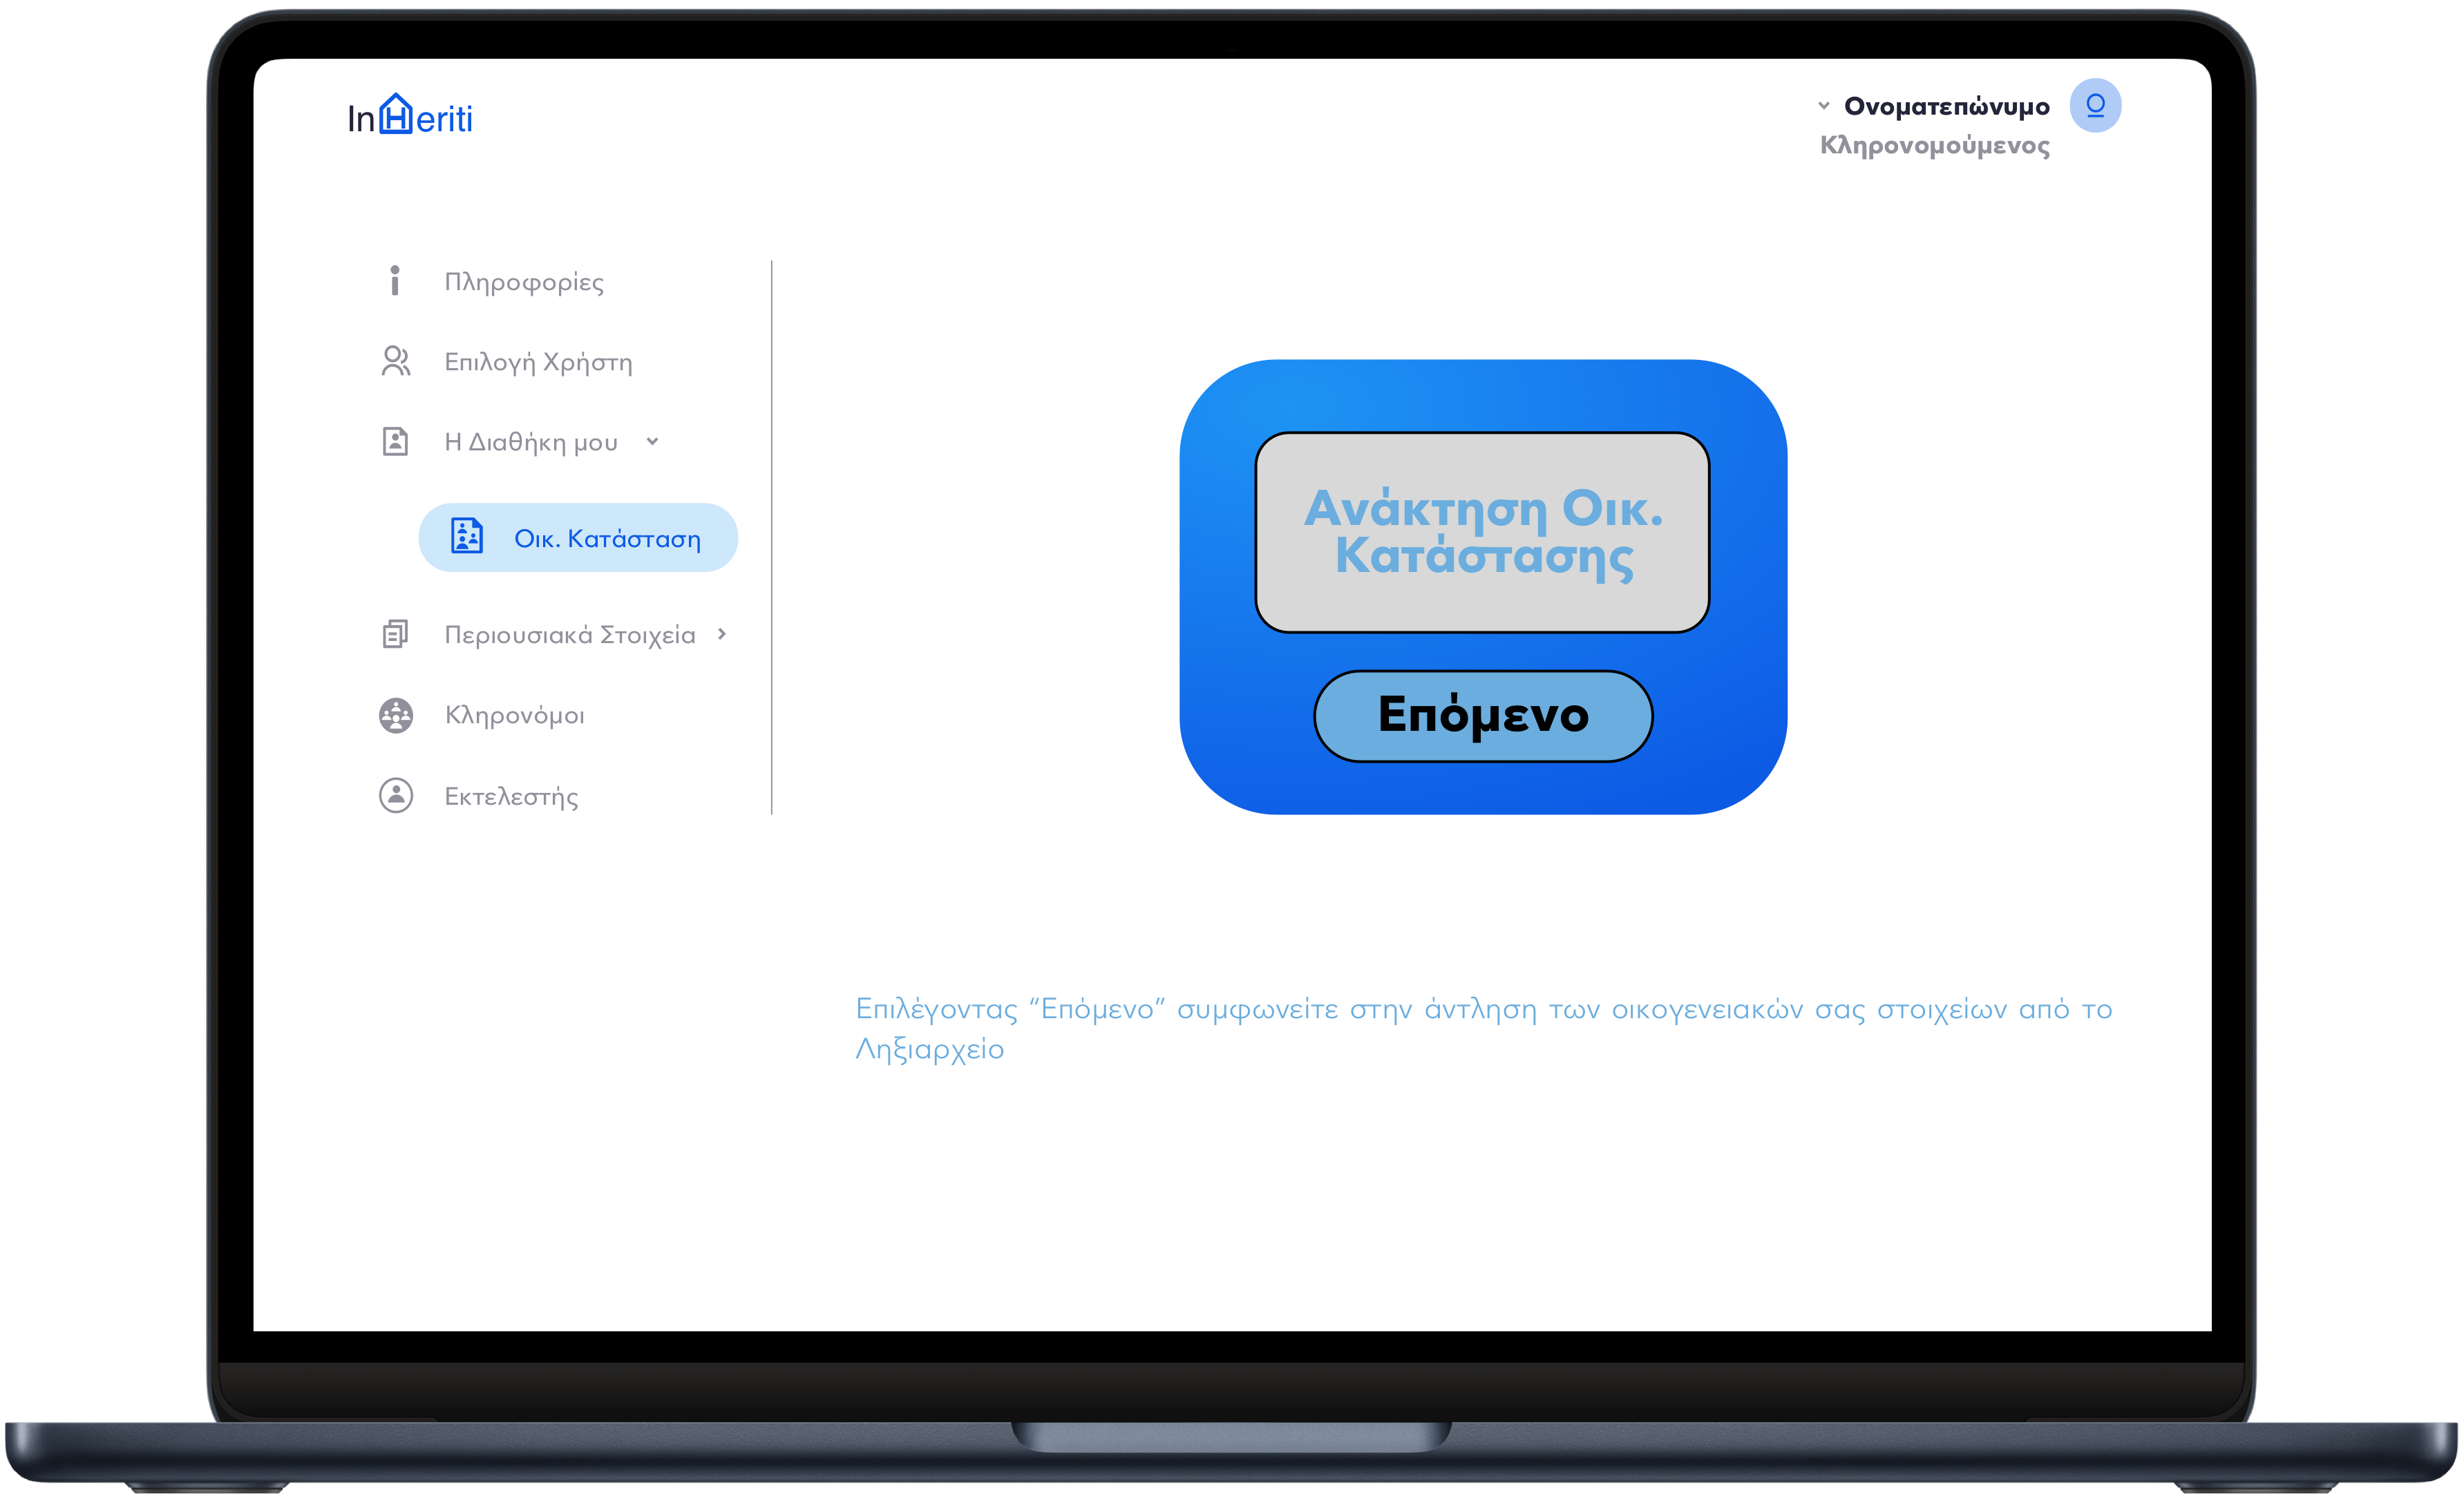 InHeriti
Ονοματεπώνυμο
Κληρονομούμενος
Πληροφορίες
Επιλογή Χρήστη
Η Διαθήκη μου
Οικ. Κατάσταση
Περιουσιακά Στοιχεία
Κληρονόμοι
Εκτελεστής
Ανάκτηση Οικ.
Κατάστασης
Επόμενο
Επιλέγοντας “Επόμενο” συμφωνείτε στην άντληση των οικογενειακών σας στοιχείων από το
Ληξιαρχείο